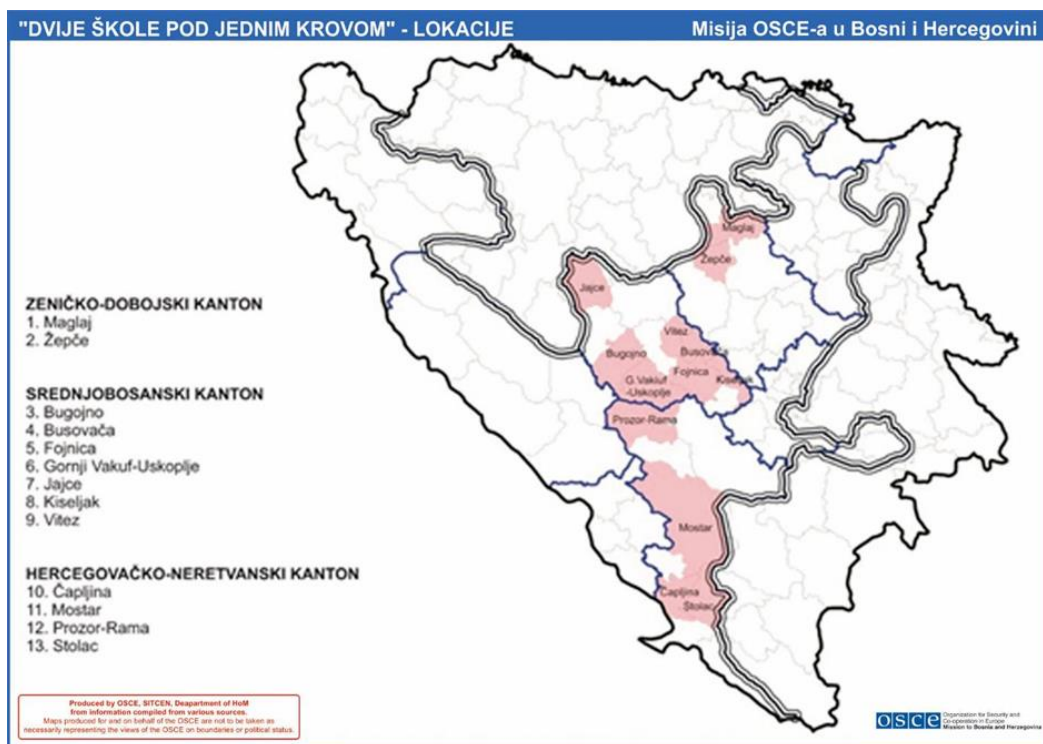 "DVIJE ŠKOLE POD JEDNIM KROVOM" - LOKACIJE
Misija OSCE-a u Bosni i Hercegovini
Maglaj
Žepče
Jajce
Vitez
Bugojno
Busovača
Fojnica
G.Vakuf
-Uskoplje
Kiseljak
Prozor-Rama
Mostar
Čapljina
Stolac
ZENIČKO-DOBOJSKI KANTON
1. Maglaj
2. Žepče
SREDNJOBOSANSKI KANTON
3. Bugojno
4. Busovača
5. Fojnica
6. Gornji Vakuf-Uskoplje
7. Jajce
8. Kiseljak
9. Vitez
HERCEGOVAČKO-NERETVANSKI KANTON
10. Čapljina
11. Mostar
12. Prozor-Rama
13. Stolac
Produced by OSCE, SITCEN, Deapartment of HoM
from information compiled from various sources.
Maps produced for and on behalf of the OSCE are not to be taken as
necessarily representing the views of the OSCE on boundaries or political status.
OSCE
Organization for Security and
Co-operation in Europe
Mission to Bosnia and Herzegovina